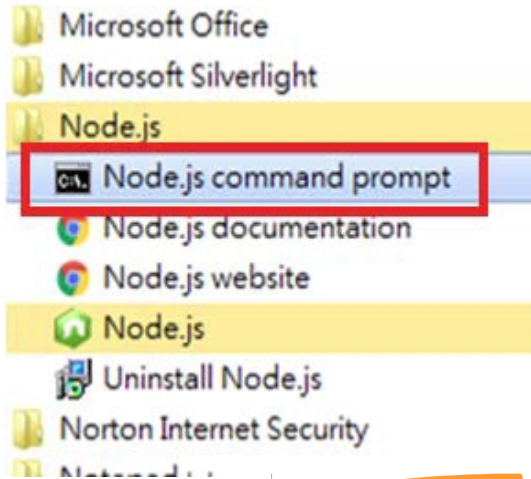 Microsoft Office
Microsoft Silverlight
Node.js
Node.js command prompt
Node.js documentation
Node.js website
Node.js
Uninstall Node.js
Norton Internet Security